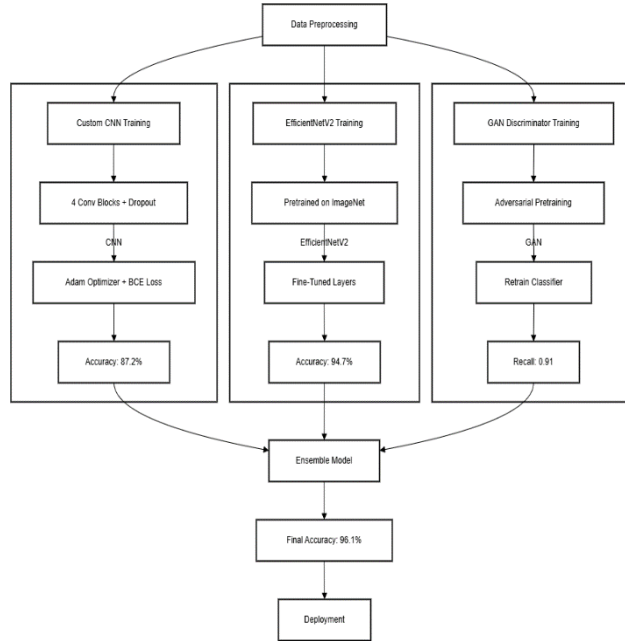 Data Preprocessing
Custom CNN Training
EfficientNetV2 Training
GAN Discriminator Training
4 Conv Blocks + Dropout
Pretrained on ImageNet
Adversarial Pretraining
CNN
EfficientNetV2
GAN
Adam Optimizer + BCE Loss
Fine-Tuned Layers
Retrain Classifier
Accuracy: 87.2%
Accuracy: 94.7%
Recall: 0.91
Ensemble Model
Final Accuracy: 96.1%
Deployment